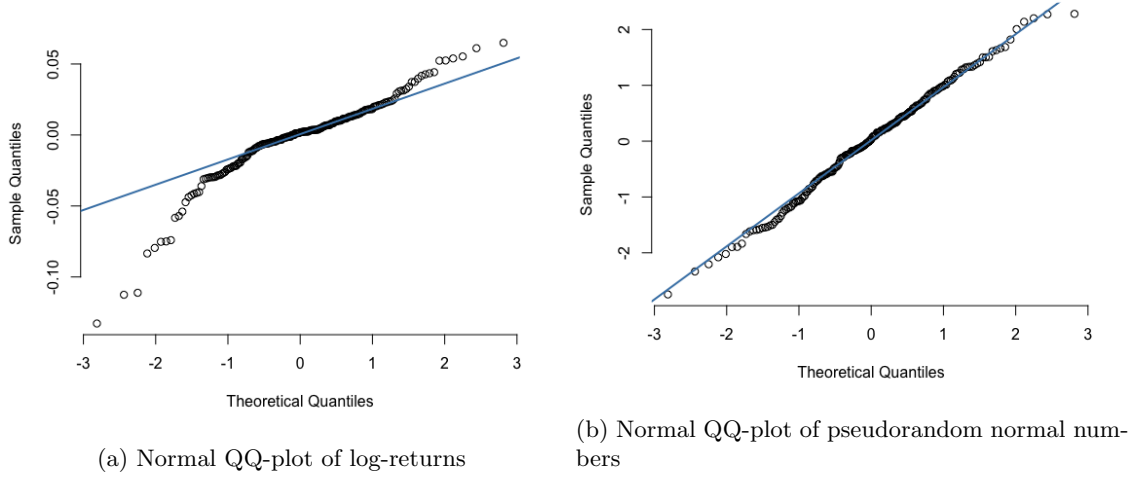 Sample Quantiles
0.05
0.00
-0.05
-0.10
-3 -2 -1 0 1 2 3
Theoretical Quantiles
(a) Normal QQ-plot of log-returns
Sample Quantiles
2
1
0
-1
-2
-3 -2 -1 0 1 2 3
Theoretical Quantiles
(b) Normal QQ-plot of pseudorandom normal num-
bers